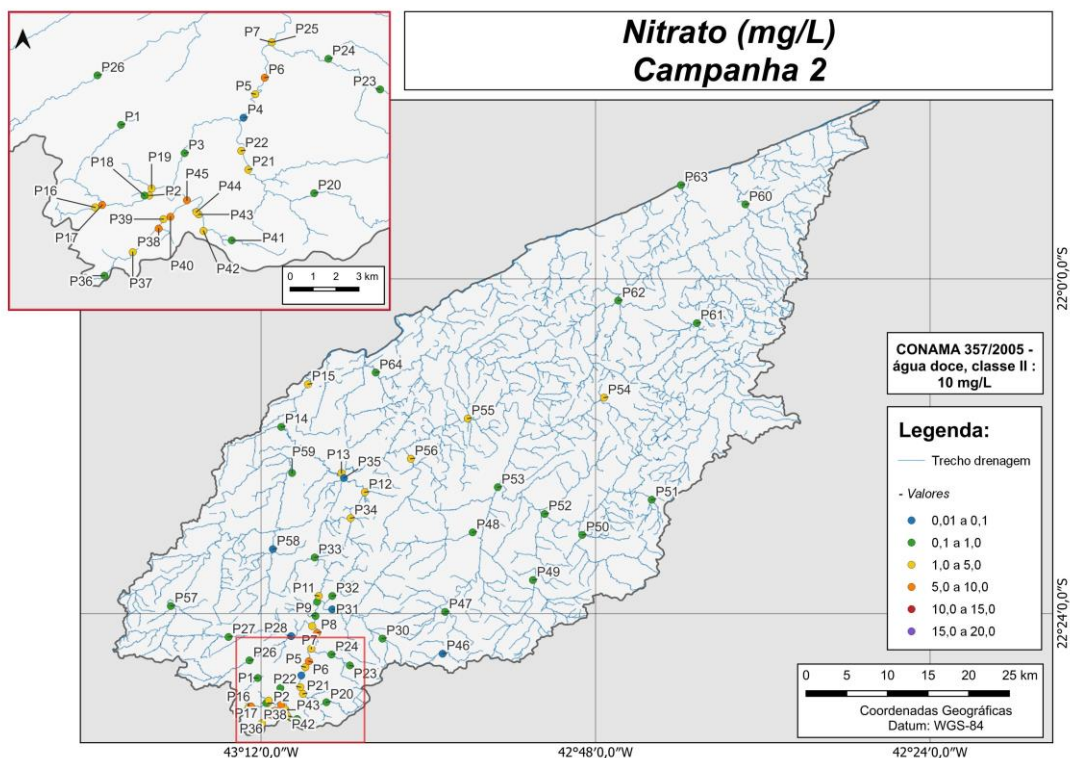 Nitrato (mg/L)
Campanha 2
P7
P25
P24
P26
P6
P23
P5
P4
P1
P3
P22
P18
P19
P21
P45
P44
P20
P16
P2
P39
P43
P17
P38
P41
P42
P36
P40
P37
0 1 2 3 km
P63
P60
22°0'0,0"S
P62
P61
CONAMA 357/2005 -
água doce, classe II :
10 mg/L
P64
P15
P54
P55
P14
Legenda:
P59
P13
P56
P35
Trecho drenagem
P12
P53
- Valores
P51
P34
P52
0,01 a 0,1
P48
P50
0,1 a 1,0
P58
P33
1,0 a 5,0
P49
5,0 a 10,0
P11
P32
P57
10,0 a 15,0
P9
P31
P47
22°24'0,0"S
15,0 a 20,0
P27
P28
P8
P30
P7
P24
P46
P26
P5
P6
P23
P1
P22
P21
0 5 10 15 20 25 km
P16
P2
P20
P17
P38
P43
Coordenadas Geográficas
P36
P42
Datum: WGS-84
43°12'0,0"W
42°48'0,0"W
42°24'0,0"W